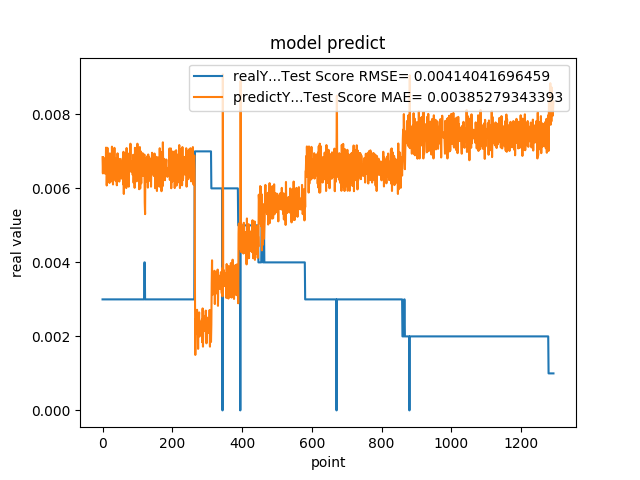 model predict
realY...Test Score RMSE= 0.00414041696459
predictY...Test Score MAE= 0.00385279343393
0.008
0.006
0.004
0.002
0.000
real value
0 200 400 600 800 1000 1200
point